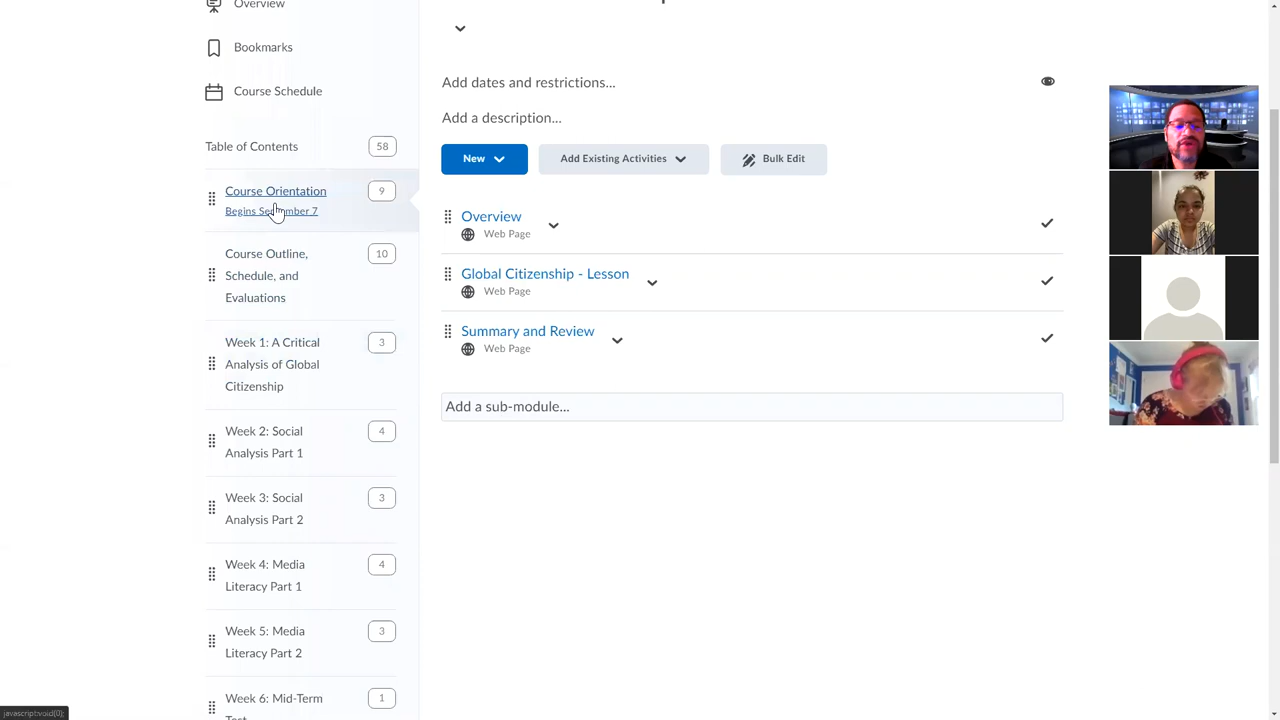 Overview
Bookmarks
Course Schedule
Table of Contents
58
Course Orientation
9
Begins September 7
Course Outline,
Schedule, and
Evaluations
10
Week 1: A Critical
Analysis of Global
Citizenship
3
Week 2: Social
Analysis Part 1
4
Week 3: Social
Analysis Part 2
3
Week 4: Media
Literacy Part 1
4
Week 5: Media
Literacy Part 2
3
Week 6: Mid-Term
1
Add dates and restrictions...
Add a description...
New
Add Existing Activities
Bulk Edit
Overview
Web Page
Global Citizenship - Lesson
Web Page
Summary and Review
Web Page
Add a sub-module...
javascript:void(0);